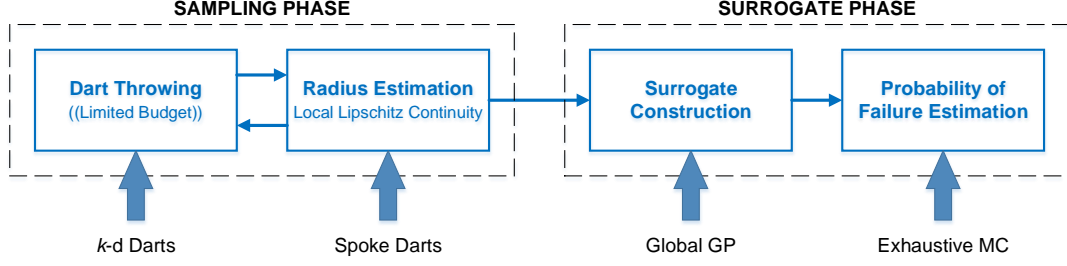 SAMPLING PHASE
SURROGATE PHASE
Dart Throwing
((Limited Budget))
Radius Estimation
Local Lipschitz Continuity
Surrogate
Construction
Probability of
Failure Estimation
k-d Darts
Spoke Darts
Global GP
Exhaustive MC